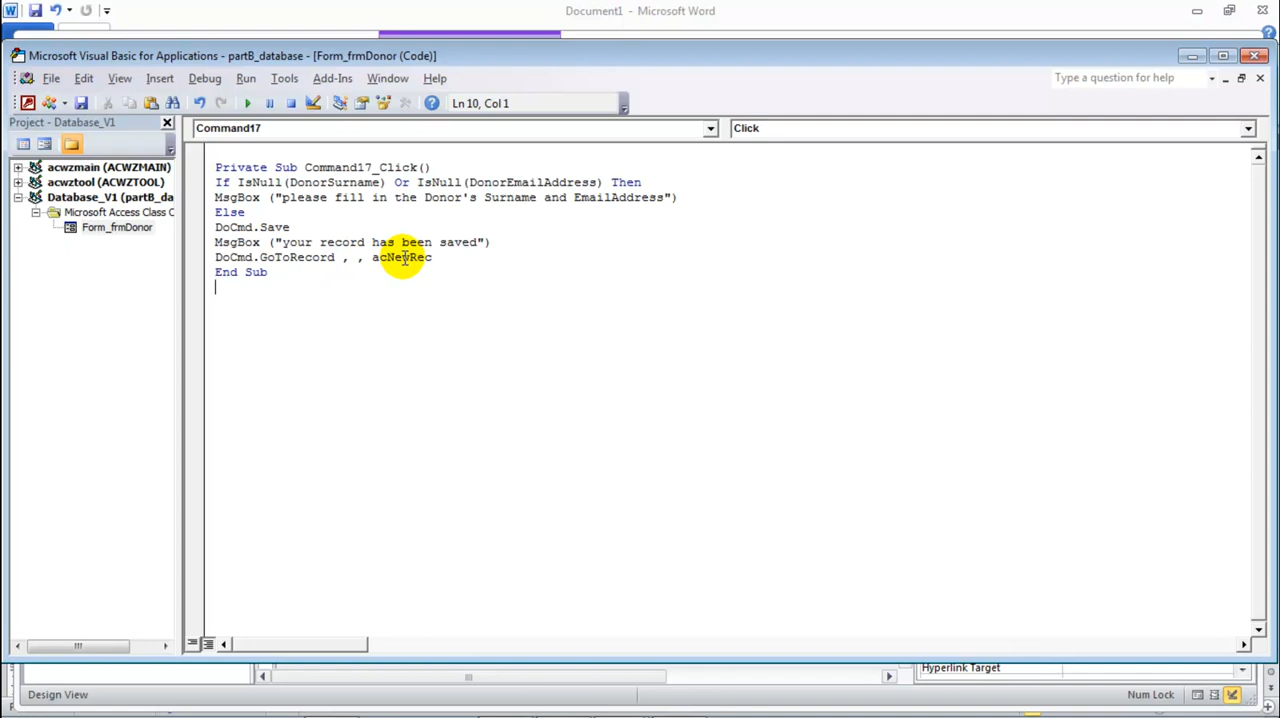 Document1 - Microsoft Word
Microsoft Visual Basic for Applications - partB_database - [Form_frmDonor (Code)]
File Edit View Insert Debug Run Tools Add-Ins Window Help
Type a question for help
Ln 10, Col 1
Project - Database_V1
Command17
Click
acwzmain (ACWZMAIN)
acwztool (ACWZTOOL)
Database_V1 (partB_da
Microsoft Access Class C
Form_frmDonor
Private Sub Command17_Click()
If IsNull(DonorSurname) Or IsNull(DonorEmailAddress) Then
MsgBox ("please fill in the Donor's Surname and EmailAddress")
Else
DoCmd.Save
MsgBox ("your record has been saved")
DoCmd.GoToRecord , , acNewRec
End Sub
Hyperlink Target
Design View
Num Lock